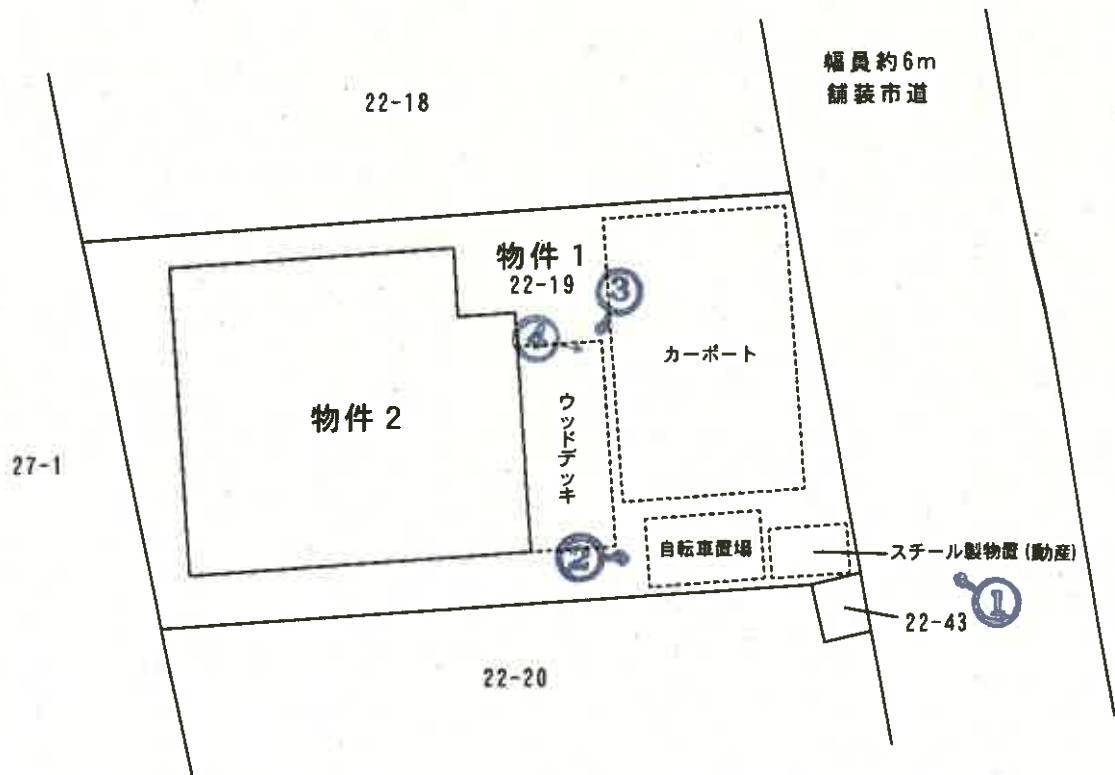 幅員約6m
舗装市道
22-18
物件1
22-19
③
④
カーポート
物件2
ウッドデッキ
27-1
②
自転車置場
スチール製物置(動産)
①
22-43
22-20